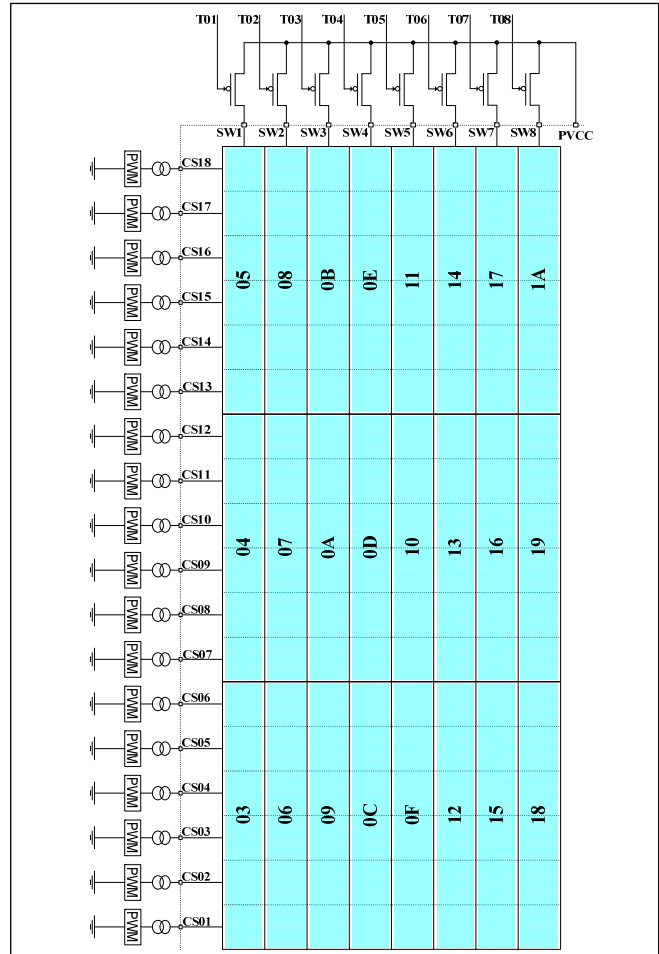 T01 T02 T03 T04 T05 T06 T07 T08
SW1 SW2 SW3 SW4 SW5 SW6 SW7 SW8 PVCC
PWM CS18
PWM CS17
PWM CS16
05 08 0B 0E 11 14 17 1A
PWM CS15
PWM CS14
PWM CS13
PWM CS12
PWM CS11
PWM CS10
04 07 0A 0D 10 13 16 19
PWM CS09
PWM CS08
PWM CS07
PWM CS06
PWM CS05
PWM CS04
03 06 09 0C 0F 12 15 18
PWM CS03
PWM CS02
PWM CS01